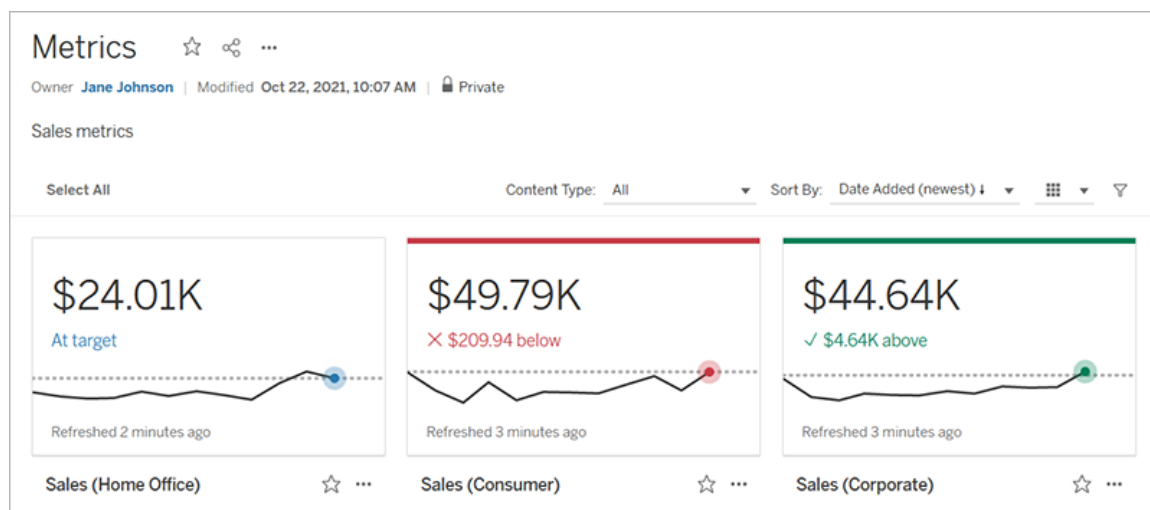 Metrics
Owner Jane Johnson | Modified Oct 22, 2021, 10:07 AM | Private
Sales metrics
Select All Content Type: All Sort By: Date Added (newest)
$24.01K $49.79K $44.64K
At target $209.94 below $4.64K above
Refreshed 2 minutes ago Refreshed 3 minutes ago Refreshed 3 minutes ago
Sales (Home Office) Sales (Consumer) Sales (Corporate)